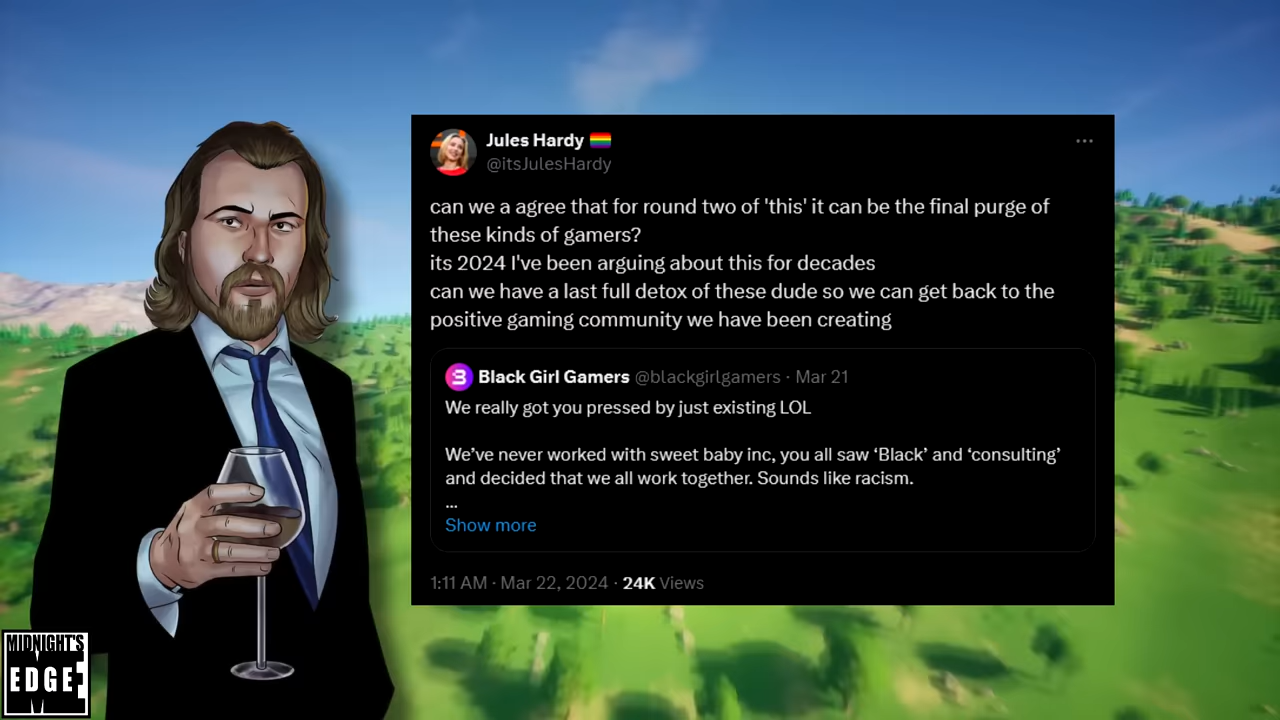 Jules Hardy 🏳️‍🌈
@itsJulesHardy
can we a agree that for round two of 'this' it can be the final purge of
these kinds of gamers?
its 2024 I've been arguing about this for decades
can we have a last full detox of these dude so we can get back to the
positive gaming community we have been creating
Black Girl Gamers @blackgirlgamers · Mar 21
We really got you pressed by just existing LOL
We’ve never worked with sweet baby inc, you all saw ‘Black’ and ‘consulting’
and decided that we all work together. Sounds like racism.
...
Show more
1:11 AM · Mar 22, 2024 · 24K Views
MIDNIGHT'S
EDGE